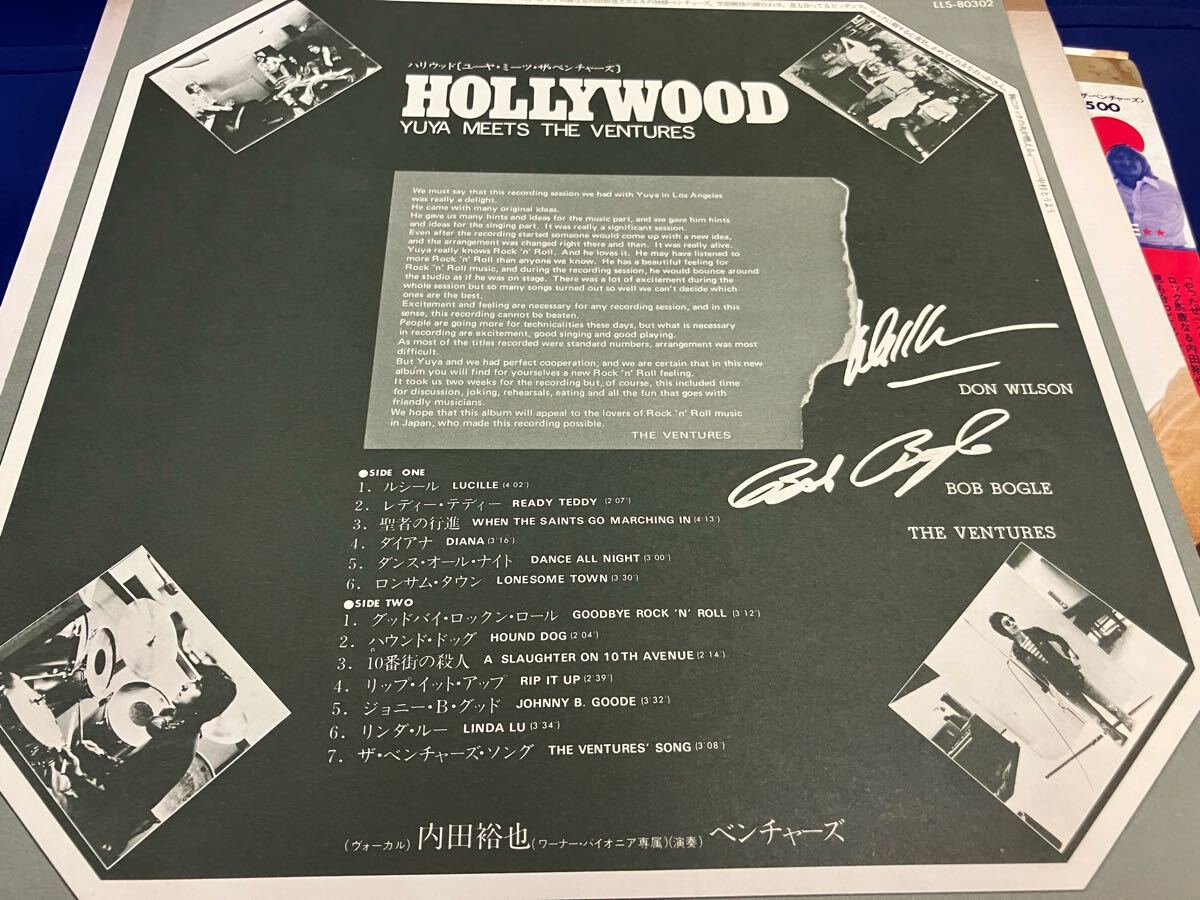 LLS-80302
ハリウッド[ユーヤ・ミーツ・ザ・ベンチャーズ]
HOLLYWOOD
YUYA MEETS THE VENTURES
We must say that this recording session we had with Yuya in Los Angeles
was really a delight.
He came with many original ideas.
He gave us many hints and ideas for the music part, and we gave him hints
and ideas for the singing part. It was really a significant session.
Even after the recording started someone would come up with a new idea,
and the arrangement was changed right there and then. It was really alive.
Yuya really knows Rock 'n' Roll. And he loves it. He may have listened to
more Rock 'n' Roll than anyone we know. He has a beautiful feeling for
Rock 'n' Roll music, and during the recording session, he would bounce around
the studio as if he was on stage. There was a lot of excitement during the
whole session but so many songs turned out so well we can't decide which
ones are the best.
Excitement and feeling are necessary for any recording session, and in this
sense, this recording cannot be beaten.
People are going more for technicalities these days, but what is necessary
in recording are excitement, good singing and good playing.
As most of the titles recorded were standard numbers, arrangement was most
difficult.
But Yuya and we had perfect cooperation, and we are certain that in this new
album you will find for yourselves a new Rock 'n' Roll feeling.
It took us two weeks for the recording but, of course, this included time
for discussion, joking, rehearsals, eating and all the fun that goes with
friendly musicians.
We hope that this album will appeal to the lovers of Rock 'n' Roll music
in Japan, who made this recording possible.
THE VENTURES
DON WILSON
Bob Bogle
BOB BOGLE
THE VENTURES
●SIDE ONE
1. ルシール LUCILLE (4'02")
2. レディー・テディー READY TEDDY (2'07")
3. 聖者の行進 WHEN THE SAINTS GO MARCHING IN (4'13")
4. ダイアナ DIANA (3'16")
5. ダンス・オール・ナイト DANCE ALL NIGHT (3'00")
6. ロンサム・タウン LONESOME TOWN (3'30")
●SIDE TWO
1. グッドバイ・ロックン・ロール GOODBYE ROCK 'N' ROLL (3'12")
2. ハウンド・ドッグ HOUND DOG (2'04")
3. 10番街の殺人 A SLAUGHTER ON 10TH AVENUE (2'14")
4. リップ・イット・アップ RIP IT UP (2'39")
5. ジョニー・B・グッド JOHNNY B. GOODE (3'32")
6. リンダ・ルー LINDA LU (3'34")
7. ザ・ベンチャーズ・ソング THE VENTURES' SONG (3'08")
(ヴォーカル) 内田裕也 (ワーナー・パイオニア専属) (演奏) ベンチャーズ
ザ・ベンチャーズ>
500
E★★
ロック馬鹿なる内田裕